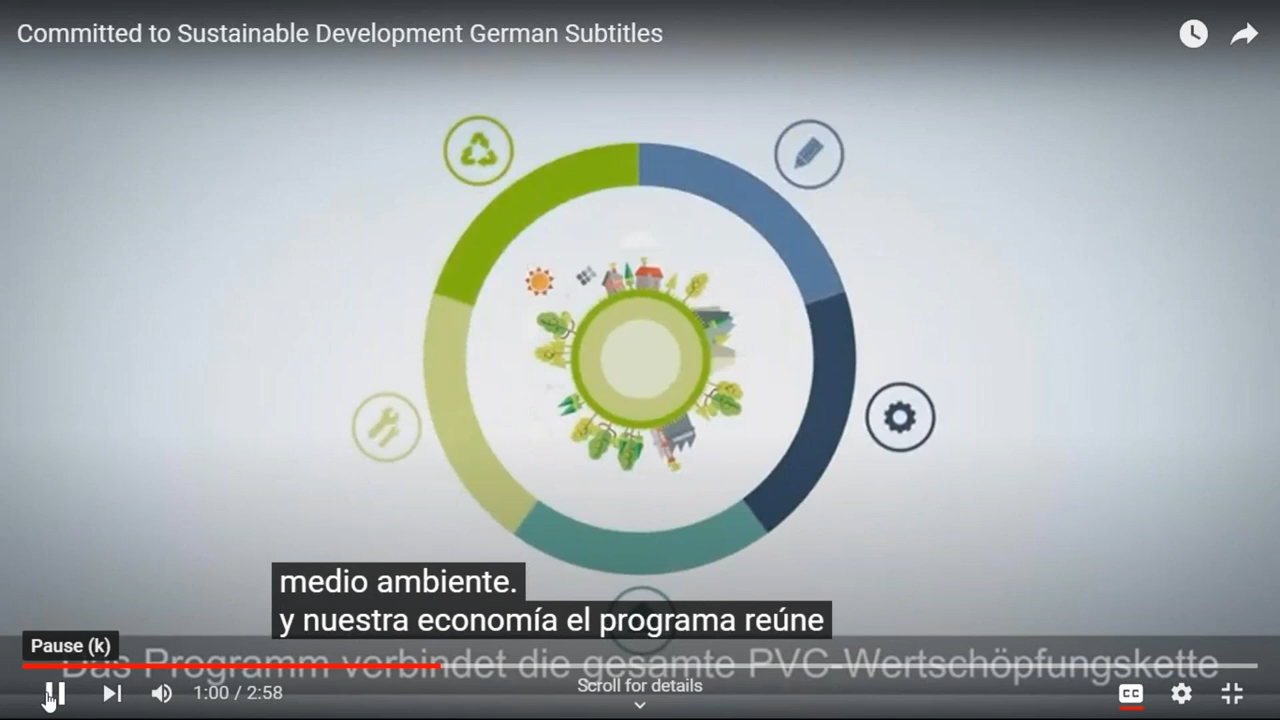 Committed to Sustainable Development German Subtitles
medio ambiente.
y nuestra economía el programa reúne
Pause (k)
Das Programm verbindet die gesamte PVC-Wertschöpfungskette
1:00 / 2:58
Scroll for details
CC